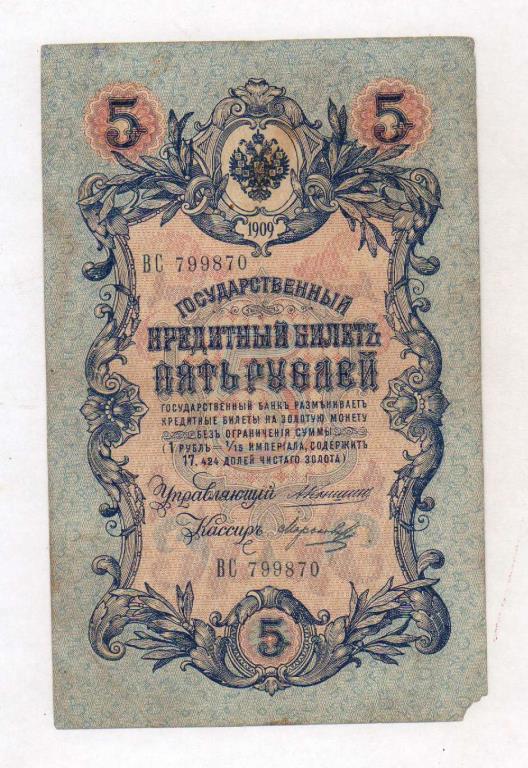 5 5
1909
ВС 799870
ГОСУДАРСТВЕННЫЙ
КРЕДИТНЫЙ БИЛЕТЪ
ПЯТЬ РУБЛЕЙ
ГОСУДАРСТВЕННЫЙ БАНКЪ РАЗМѢНИВАЕТЪ
КРЕДИТНЫЕ БИЛЕТЫ НА ЗОЛОТУЮ МОНЕТУ
БЕЗЪ ОГРАНИЧЕНІЯ СУММЫ
(1 РУБЛЬ = 1/15 ИМПЕРІАЛА, СОДЕРЖИТЪ
17,424 ДОЛЕЙ ЧИСТАГО ЗОЛОТА)
Управляющій
Кассиръ
ВС 799870
5